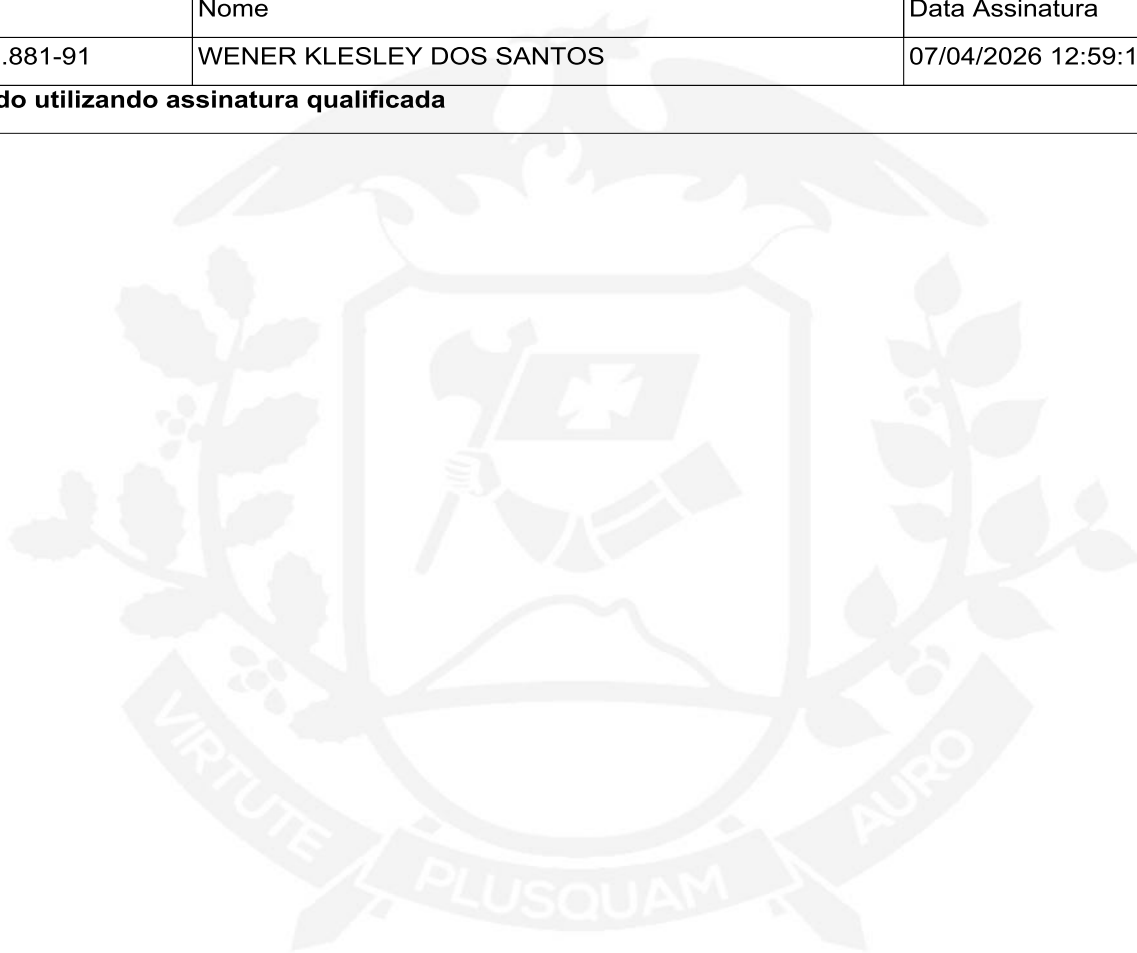 Nome Data Assinatura
.881-91 WENER KLESLEY DOS SANTOS 07/04/2026 12:59:1
do utilizando assinatura qualificada
VIRTUTE PLUSQUAM AURO